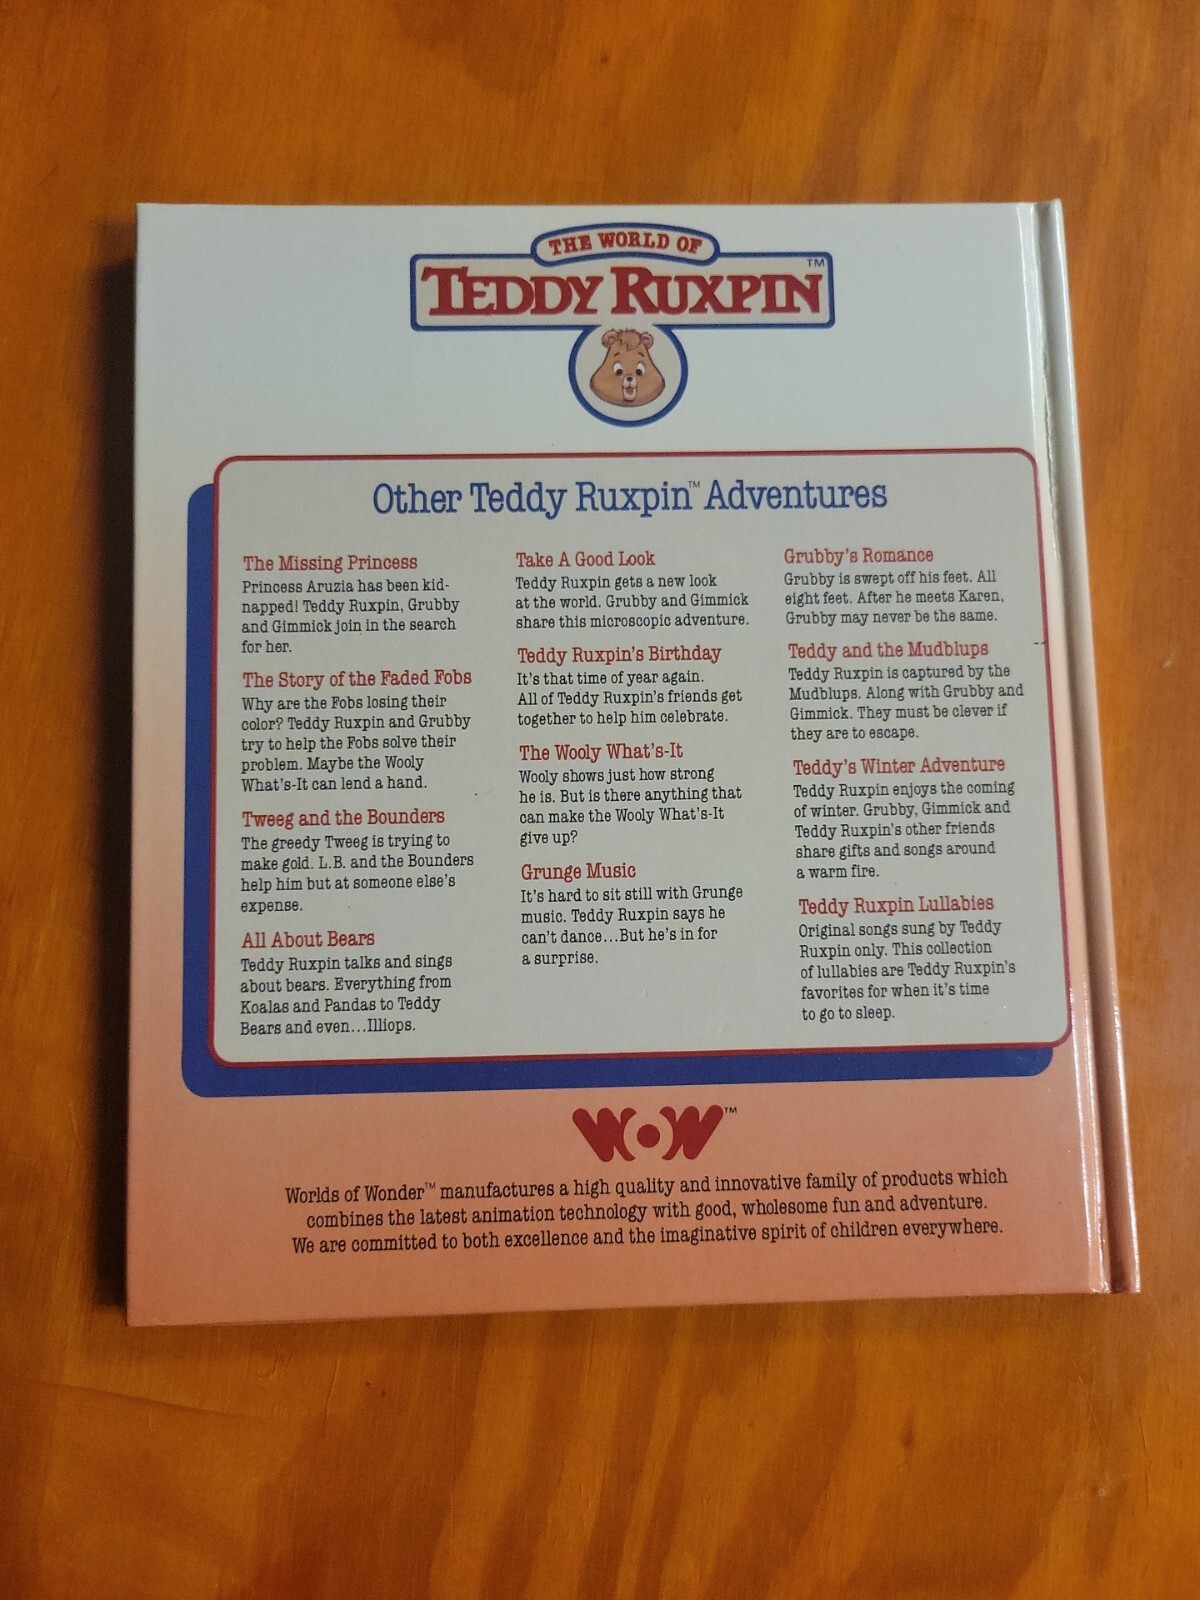 THE WORLD OF
TEDDY RUXPIN™
Other Teddy Ruxpin™ Adventures
The Missing Princess
Princess Aruzia has been kid-
napped! Teddy Ruxpin, Grubby
and Gimmick join in the search
for her.
The Story of the Faded Fobs
Why are the Fobs losing their
color? Teddy Ruxpin and Grubby
try to help the Fobs solve their
problem. Maybe the Wooly
What's-It can lend a hand.
Tweeg and the Bounders
The greedy Tweeg is trying to
make gold. L.B. and the Bounders
help him but at someone else's
expense.
All About Bears
Teddy Ruxpin talks and sings
about bears. Everything from
Koalas and Pandas to Teddy
Bears and even...Illiops.
Take A Good Look
Teddy Ruxpin gets a new look
at the world. Grubby and Gimmick
share this microscopic adventure.
Teddy Ruxpin's Birthday
It's that time of year again.
All of Teddy Ruxpin's friends get
together to help him celebrate.
The Wooly What's-It
Wooly shows just how strong
he is. But is there anything that
can make the Wooly What's-It
give up?
Grunge Music
It's hard to sit still with Grunge
music. Teddy Ruxpin says he
can't dance...But he's in for
a surprise.
Grubby's Romance
Grubby is swept off his feet. All
eight feet. After he meets Karen,
Grubby may never be the same.
Teddy and the Mudblups
Teddy Ruxpin is captured by the
Mudblups. Along with Grubby and
Gimmick. They must be clever if
they are to escape.
Teddy's Winter Adventure
Teddy Ruxpin enjoys the coming
of winter. Grubby, Gimmick and
Teddy Ruxpin's other friends
share gifts and songs around
a warm fire.
Teddy Ruxpin Lullabies
Original songs sung by Teddy
Ruxpin only. This collection
of lullabies are Teddy Ruxpin's
favorites for when it's time
to go to sleep.
WOW™
Worlds of Wonder™ manufactures a high quality and innovative family of products which
combines the latest animation technology with good, wholesome fun and adventure.
We are committed to both excellence and the imaginative spirit of children everywhere.